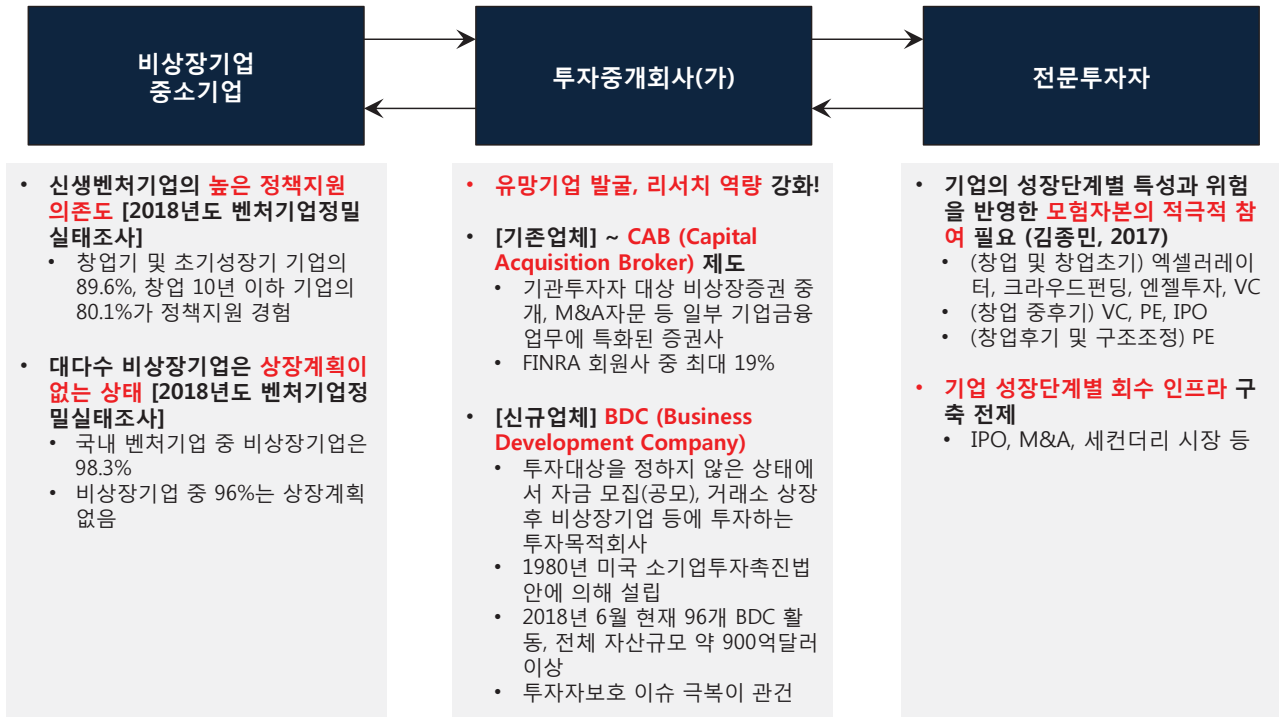 비상장기업
중소기업
투자중개회사(가)
전문투자자
• 신생벤처기업의 높은 정책지원
의존도 [2018년도 벤처기업정밀
실태조사]
• 창업기 및 초기성장기 기업의
89.6%, 창업 10년 이하 기업의
80.1%가 정책지원 경험
• 대다수 비상장기업은 상장계획이
없는 상태 [2018년도 벤처기업정
밀실태조사]
• 국내 벤처기업 중 비상장기업은
98.3%
• 비상장기업 중 96%는 상장계획
없음
• 유망기업 발굴, 리서치 역량 강화!
• [기존업체] ~ CAB (Capital
Acquisition Broker) 제도
• 기관투자자 대상 비상장증권 중
개, M&A자문 등 일부 기업금융
업무에 특화된 증권사
• FINRA 회원사 중 최대 19%
• [신규업체] BDC (Business
Development Company)
• 투자대상을 정하지 않은 상태에
서 자금 모집(공모), 거래소 상장
후 비상장기업 등에 투자하는
투자목적회사
• 1980년 미국 소기업투자촉진법
안에 의해 설립
• 2018년 6월 현재 96개 BDC 활
동, 전체 자산규모 약 900억달러
이상
• 투자자보호 이슈 극복이 관건
• 기업의 성장단계별 특성과 위험
을 반영한 모험자본의 적극적 참
여 필요 (김종민, 2017)
• (창업 및 창업초기) 엑셀러레이
터, 크라우드펀딩, 엔젤투자, VC
• (창업 중후기) VC, PE, IPO
• (창업후기 및 구조조정) PE
• 기업 성장단계별 회수 인프라 구
축 전제
• IPO, M&A, 세컨더리 시장 등